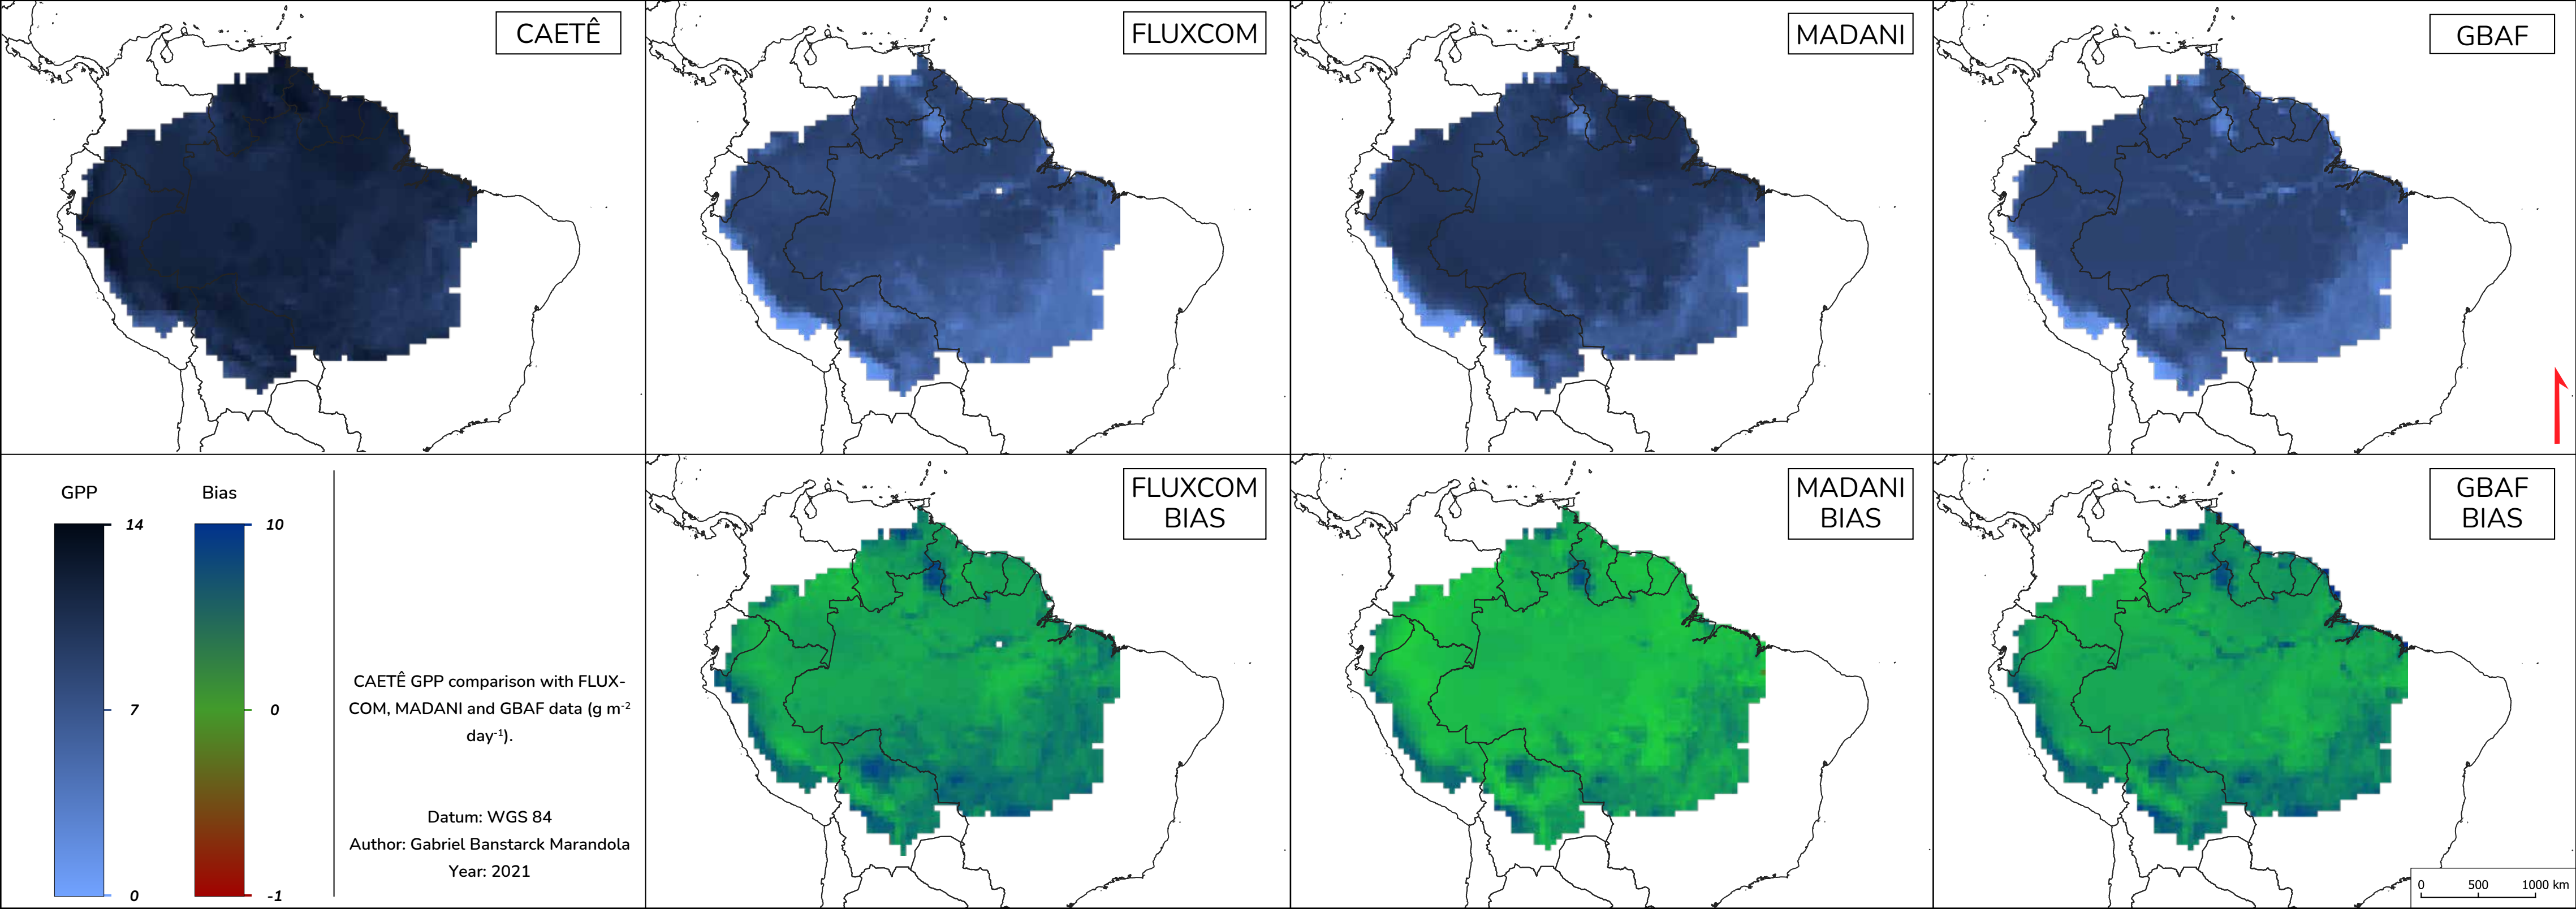 CAETÊ
FLUXCOM
MADANI
GBAF
GPP
Bias
14
7
0
10
0
-1
CAETÊ GPP comparison with FLUX-
COM, MADANI and GBAF data (g m-2
day-1).
Datum: WGS 84
Author: Gabriel Banstarck Marandola
Year: 2021
FLUXCOM
BIAS
MADANI
BIAS
GBAF
BIAS
0 500 1000 km